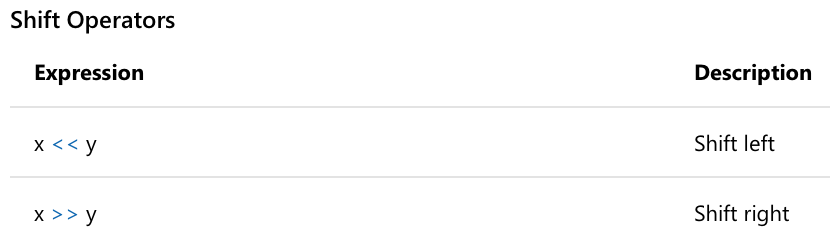 Shift Operators
Expression Description
x << y Shift left
x >> y Shift right